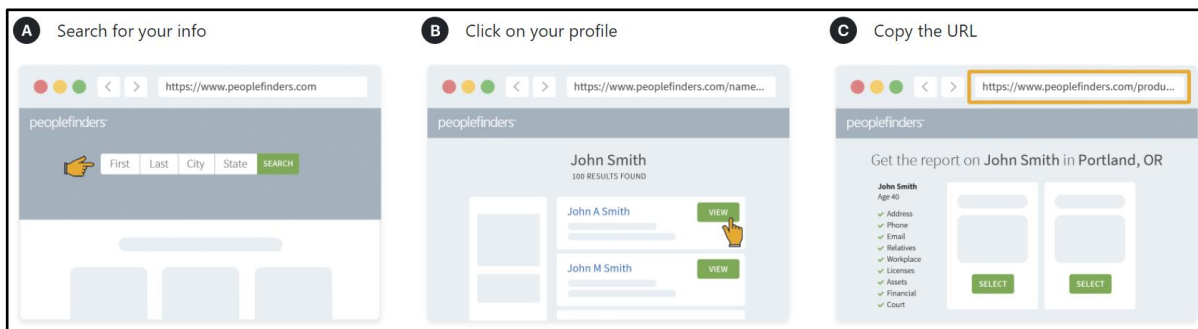 A Search for your info
https://www.peoplefinders.com
peoplefinders
First Last City State SEARCH
B Click on your profile
https://www.peoplefinders.com/name...
peoplefinders
John Smith
100 RESULTS FOUND
John A Smith VIEW
John M Smith VIEW
C Copy the URL
https://www.peoplefinders.com/produ...
peoplefinders
Get the report on John Smith in Portland, OR
John Smith
Age 40
✓ Address
✓ Phone
✓ Email
✓ Relatives
✓ Workplace
✓ Licenses
✓ Assets
✓ Financial
✓ Court
SELECT SELECT